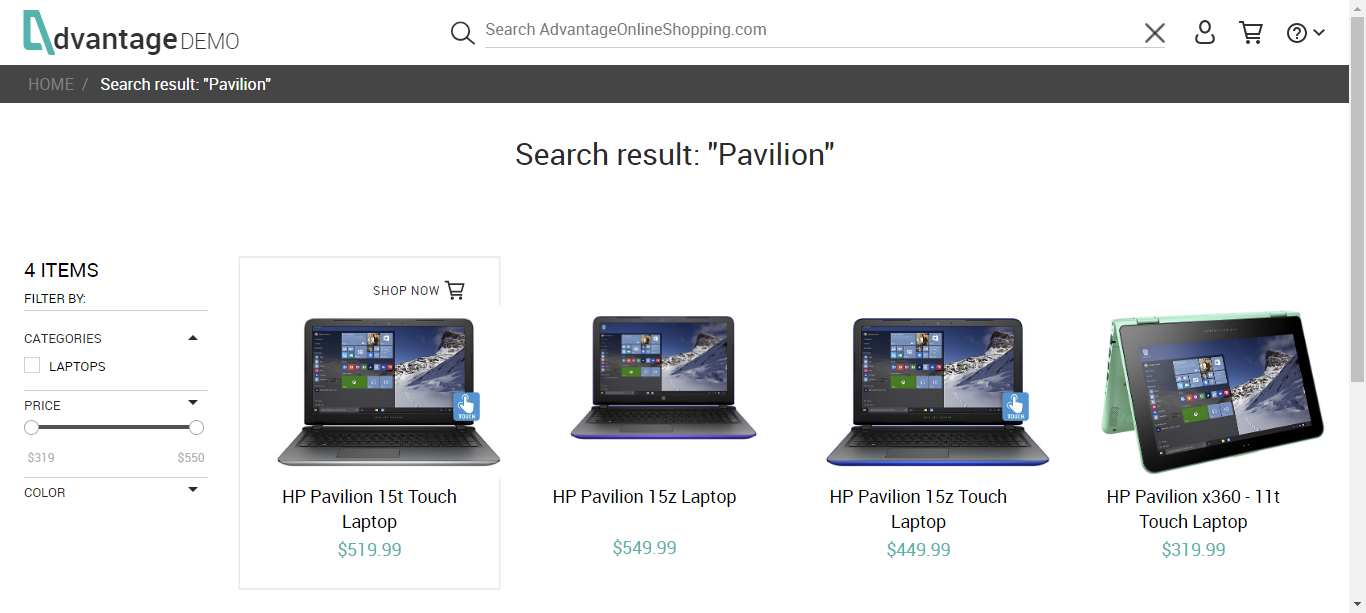 dvantage DEMO
Search AdvantageOnlineShopping.com
HOME / Search result: "Pavilion"
Search result: "Pavilion"
4 ITEMS
FILTER BY:
CATEGORIES
LAPTOPS
PRICE
$319 $550
COLOR
SHOP NOW
TOUCH
HP Pavilion 15t Touch
Laptop
$519.99
HP Pavilion 15z Laptop
$549.99
TOUCH
HP Pavilion 15z Touch
Laptop
$449.99
HP Pavilion x360 - 11t
Touch Laptop
$319.99